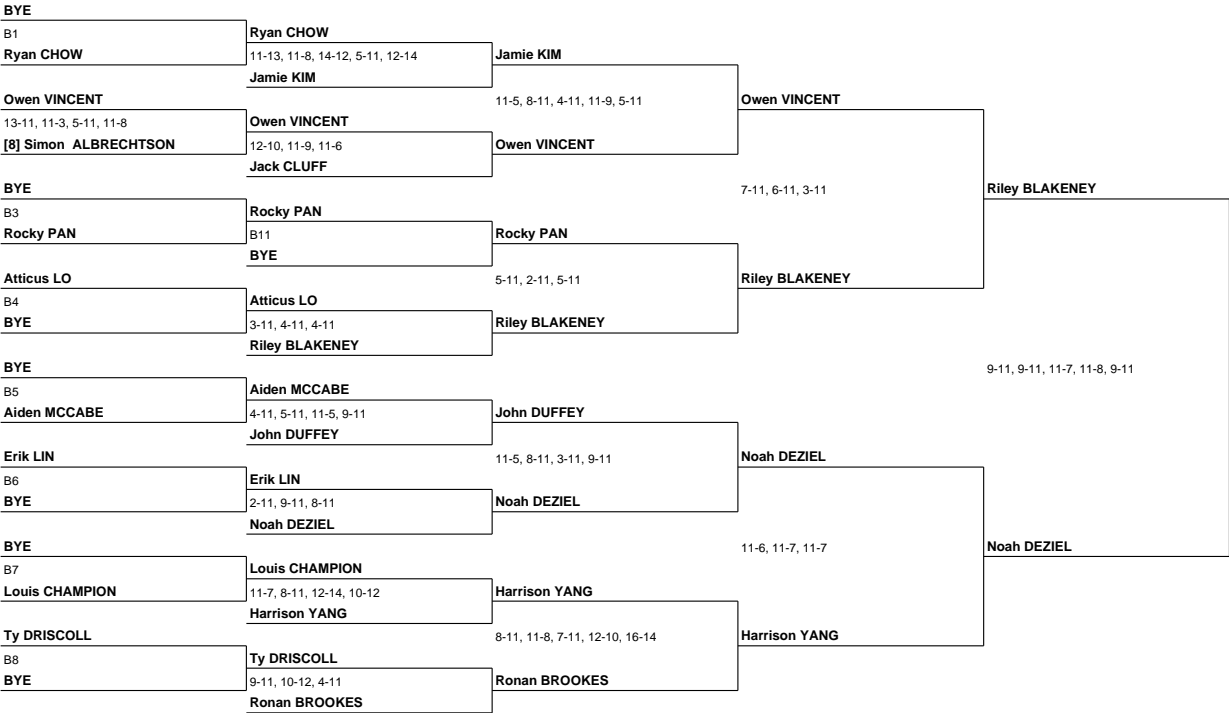 BYE
B1
Ryan CHOW
Ryan CHOW
11-13, 11-8, 14-12, 5-11, 12-14
Jamie KIM
Jamie KIM
Owen VINCENT
13-11, 11-3, 5-11, 11-8
[8] Simon ALBRECHTSON
Owen VINCENT
12-10, 11-9, 11-6
Jack CLUFF
11-5, 8-11, 4-11, 11-9, 5-11
Owen VINCENT
Owen VINCENT
BYE
B3
Rocky PAN
Rocky PAN
B11
BYE
Rocky PAN
7-11, 6-11, 3-11
Riley BLAKENEY
Atticus LO
B4
BYE
Atticus LO
3-11, 4-11, 4-11
Riley BLAKENEY
5-11, 2-11, 5-11
Riley BLAKENEY
Riley BLAKENEY
BYE
B5
Aiden MCCABE
Aiden MCCABE
4-11, 5-11, 11-5, 9-11
John DUFFEY
John DUFFEY
9-11, 9-11, 11-7, 11-8, 9-11
Erik LIN
B6
BYE
Erik LIN
2-11, 9-11, 8-11
Noah DEZIEL
11-5, 8-11, 3-11, 9-11
Noah DEZIEL
Noah DEZIEL
BYE
B7
Louis CHAMPION
Louis CHAMPION
11-7, 8-11, 12-14, 10-12
Harrison YANG
Harrison YANG
11-6, 11-7, 11-7
Noah DEZIEL
Ty DRISCOLL
B8
BYE
Ty DRISCOLL
9-11, 10-12, 4-11
Ronan BROOKES
8-11, 11-8, 7-11, 12-10, 16-14
Ronan BROOKES
Harrison YANG